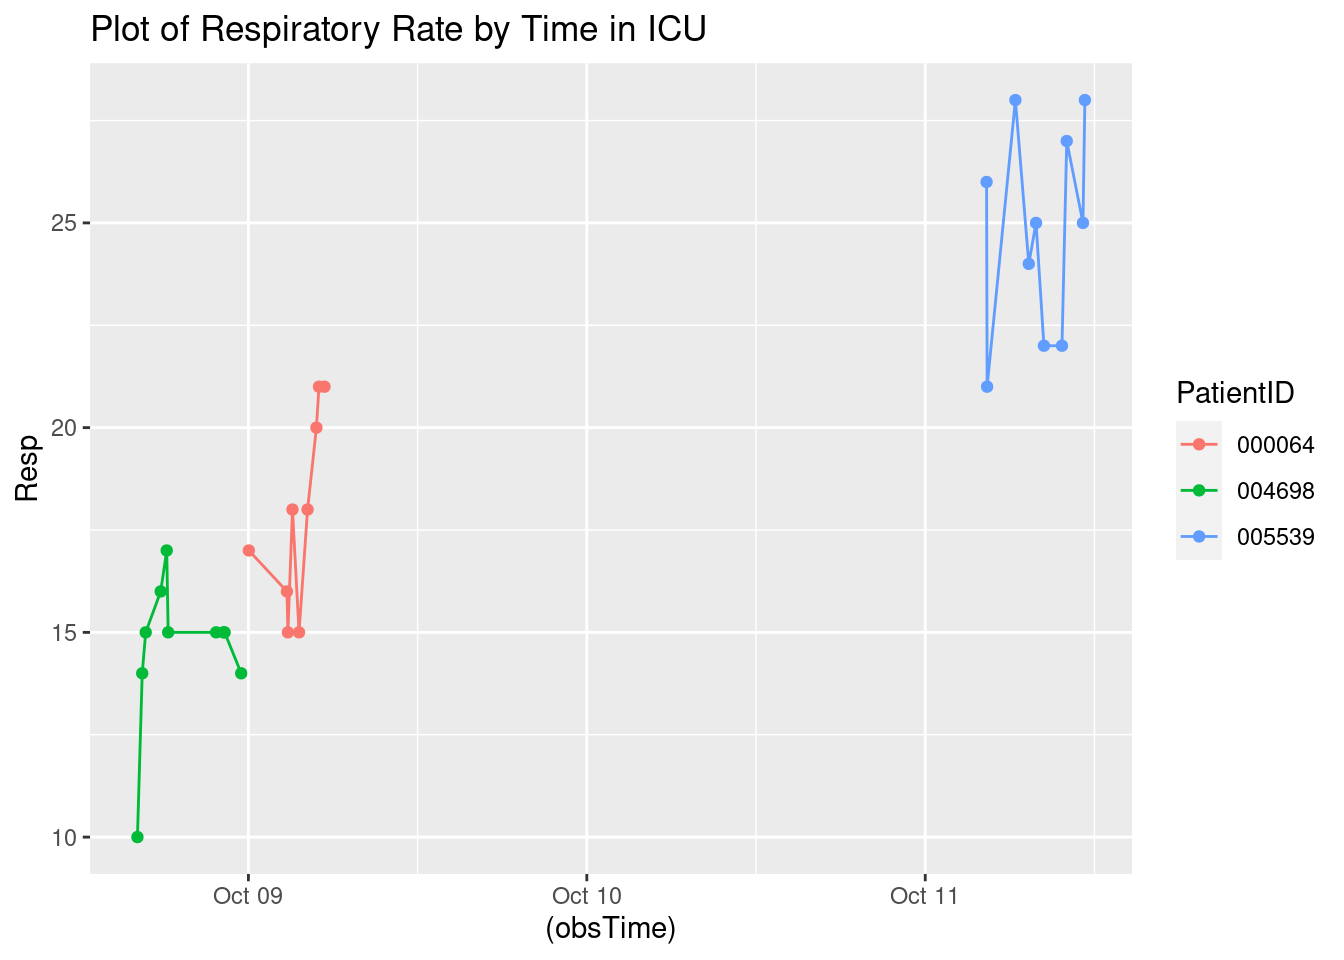 Plot of Respiratory Rate by Time in ICU
25
20
15
10
Resp
Oct 09
Oct 10
Oct 11
(obsTime)
PatientID
000064
004698
005539